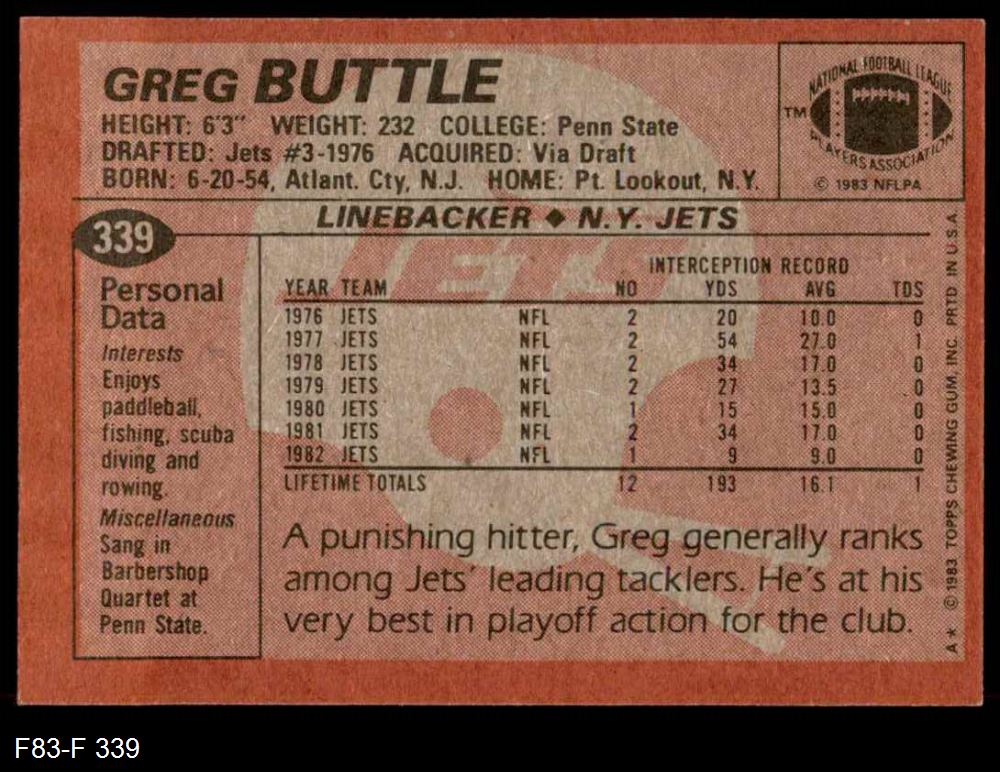 GREG BUTTLE
HEIGHT: 6'3" WEIGHT: 232 COLLEGE: Penn State
DRAFTED: Jets #3-1976 ACQUIRED: Via Draft
BORN: 6-20-54, Atlant. Cty, N.J. HOME: Pt. Lookout, N.Y.
NATIONAL FOOTBALL LEAGUE
TM
PLAYERS ASSOCIATION
© 1983 NFLPA
LINEBACKER ◆ N.Y. JETS
339
JETS
Personal
Data
Interests
Enjoys
paddleball,
fishing, scuba
diving and
rowing.
Miscellaneous
Sang in
Barbershop
Quartet at
Penn State.
INTERCEPTION RECORD
YEAR TEAM NO YDS AVG TDS
1976 JETS NFL 2 20 10.0 0
1977 JETS NFL 2 54 27.0 1
1978 JETS NFL 2 34 17.0 0
1979 JETS NFL 2 27 13.5 0
1980 JETS NFL 1 15 15.0 0
1981 JETS NFL 2 34 17.0 0
1982 JETS NFL 1 9 9.0 0
LIFETIME TOTALS 12 193 16.1 1
A punishing hitter, Greg generally ranks
among Jets' leading tacklers. He's at his
very best in playoff action for the club.
A* © 1983 TOPPS CHEWING GUM, INC. PRTD IN U.S.A.
F83-F 339